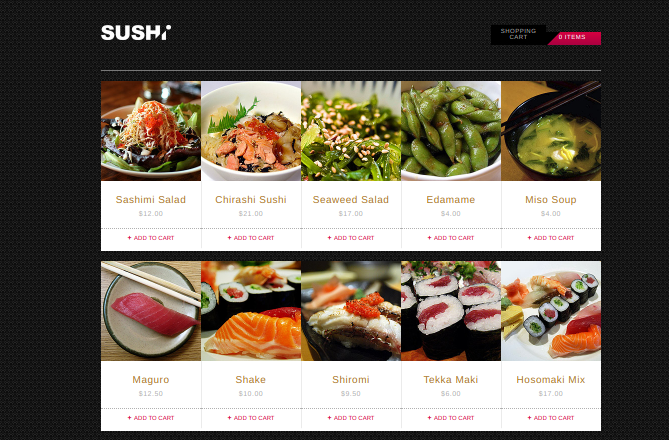 SUSHI
SHOPPING CART
0 ITEMS
Sashimi Salad
$12.00
+ ADD TO CART
Chirashi Sushi
$21.00
+ ADD TO CART
Seaweed Salad
$17.00
+ ADD TO CART
Edamame
$4.00
+ ADD TO CART
Miso Soup
$4.00
+ ADD TO CART
Maguro
$12.50
+ ADD TO CART
Shake
$10.00
+ ADD TO CART
Shiromi
$9.50
+ ADD TO CART
Tekka Maki
$6.00
+ ADD TO CART
Hosomaki Mix
$17.00
+ ADD TO CART